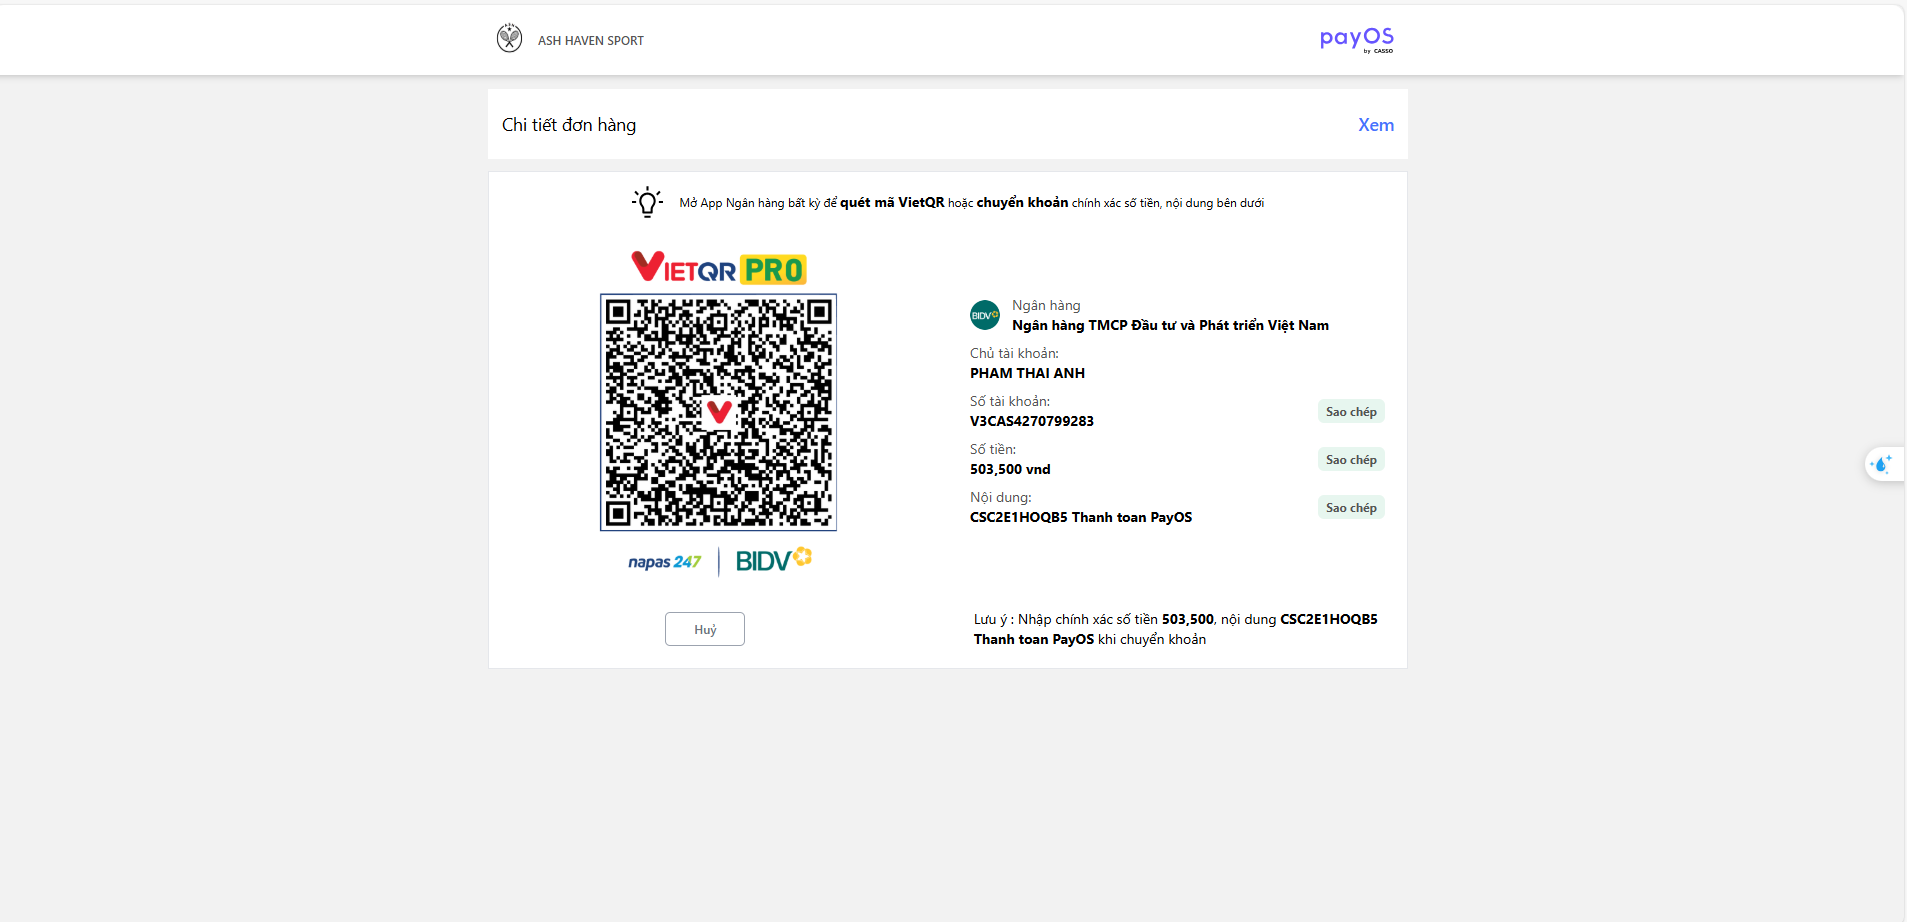 ASH HAVEN SPORT
payOS
by CASSO
Chi tiết đơn hàng
Xem
Mở App Ngân hàng bất kỳ để quét mã VietQR hoặc chuyển khoản chính xác số tiền, nội dung bên dưới
VIETQR PRO
BIDV
Ngân hàng
Ngân hàng TMCP Đầu tư và Phát triển Việt Nam
Chủ tài khoản:
PHAM THAI ANH
Số tài khoản:
V3CAS4270799283
Sao chép
Số tiền:
503,500 vnd
Sao chép
Nội dung:
CSC2E1HOQB5 Thanh toan PayOS
Sao chép
napas 247
BIDV
Huỷ
Lưu ý : Nhập chính xác số tiền 503,500, nội dung CSC2E1HOQB5
Thanh toan PayOS khi chuyển khoản